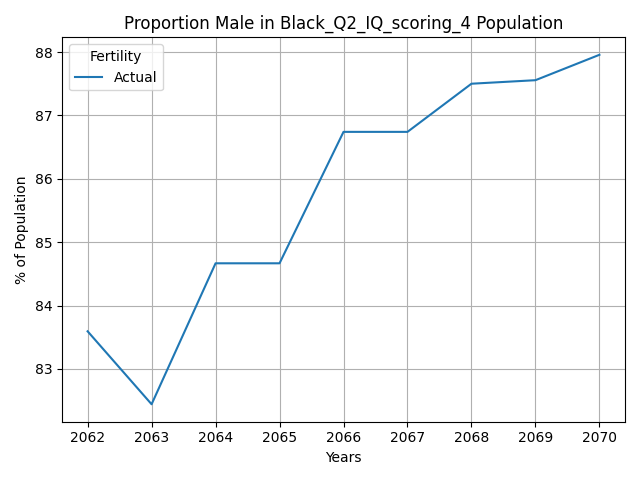 Proportion Male in Black_Q2_IQ_scoring_4 Population
Fertility
Actual
% of Population
88
87
86
85
84
83
2062 2063 2064 2065 2066 2067 2068 2069 2070
Years